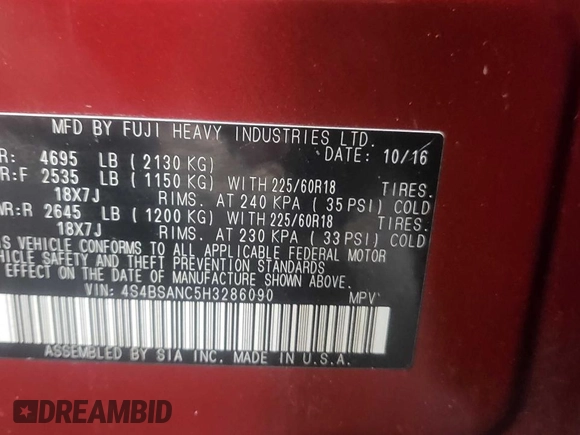 MFD BY FUJI HEAVY INDUSTRIES LTD.
DATE: 10/16
R: 4695 LB (2130 KG)
R:F 2535 LB (1150 KG) WITH 225/60R18 TIRES.
18X7J RIMS. AT 240 KPA (35 PSI) COLD
WR:R 2645 LB (1200 KG) WITH 225/60R18 TIRES.
18X7J RIMS. AT 230 KPA (33 PSI) COLD
VEHICLE CONFORMS TO ALL APPLICABLE FEDERAL MOTOR
VEHICLE SAFETY AND THEFT PREVENTION STANDARDS
EFFECT ON THE DATE OF MANUFACTURE SHOWN ABOVE.
VIN: 4S4BSANC5H3286090 MPV
ASSEMBLED BY SIA INC. MADE IN U.S.A.
DREAMBID